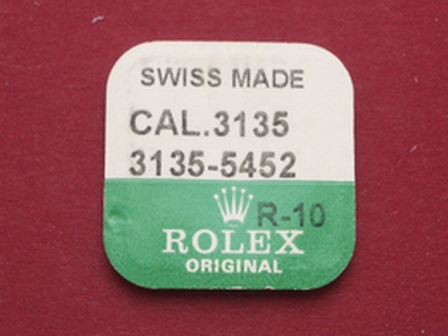 SWISS MADE
CAL.3135
3135-5452
R-10
ROLEX
ORIGINAL